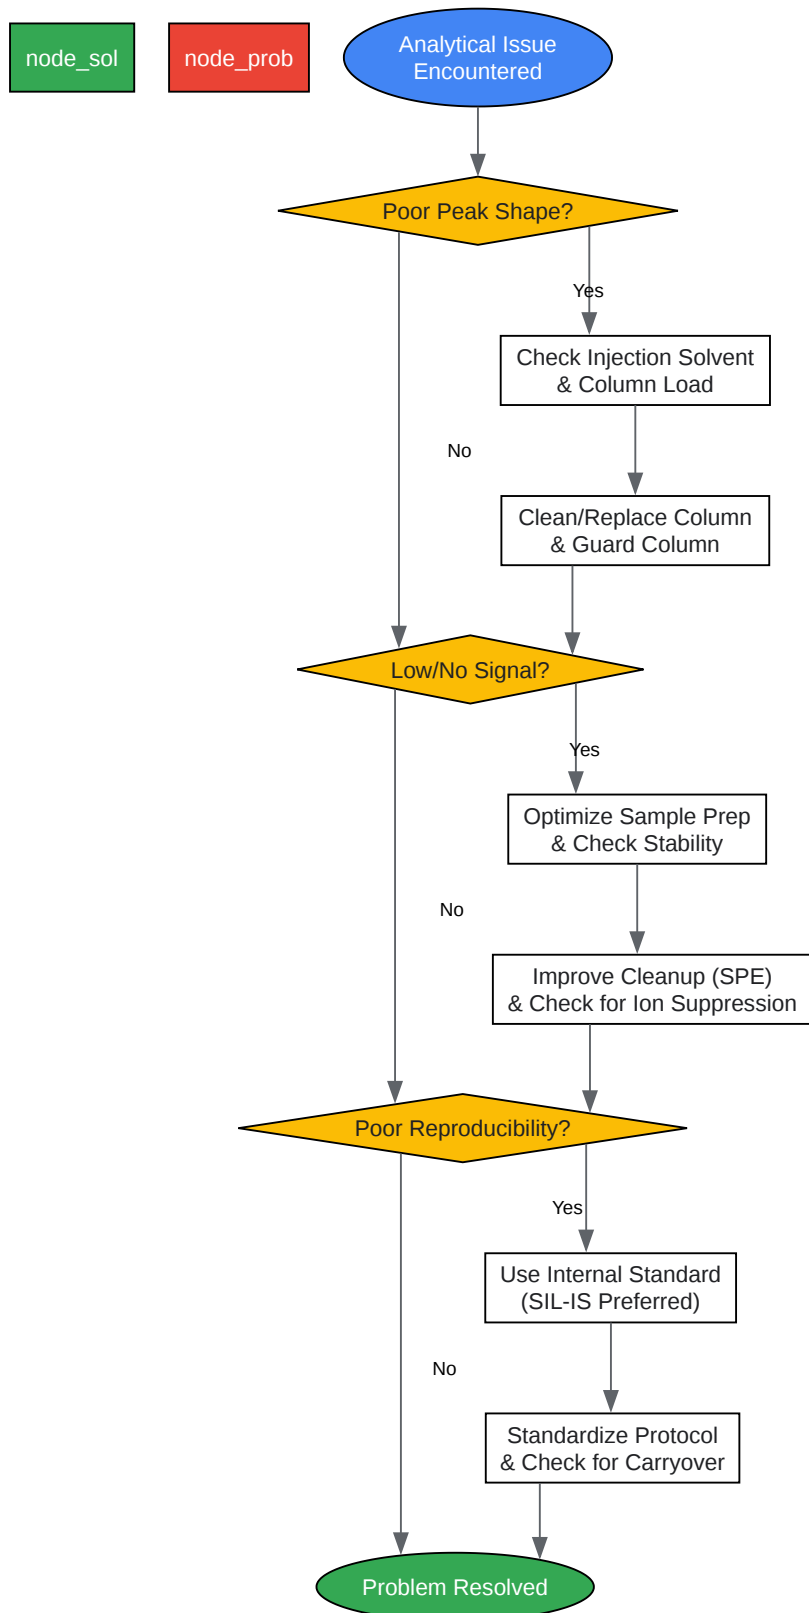 node_sol
node_prob
Analytical Issue
Encountered
Poor Peak Shape?
Yes
Check Injection Solvent
& Column Load
No
Clean/Replace Column
& Guard Column
Low/No Signal?
Yes
Optimize Sample Prep
& Check Stability
No
Improve Cleanup (SPE)
& Check for Ion Suppression
Poor Reproducibility?
Yes
Use Internal Standard
(SIL-IS Preferred)
No
Standardize Protocol
& Check for Carryover
Problem Resolved